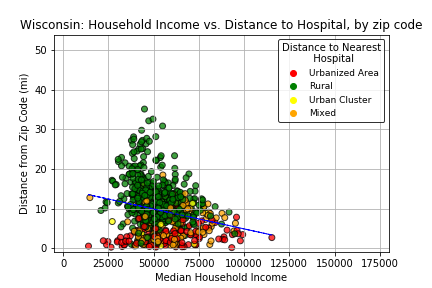 Wisconsin: Household Income vs. Distance to Hospital, by zip code
Distance from Zip Code (mi)
50
40
30
20
10
0
Distance to Nearest
Hospital
Urbanized Area
Rural
Urban Cluster
Mixed
0 25000 50000 75000 100000 125000 150000 175000
Median Household Income